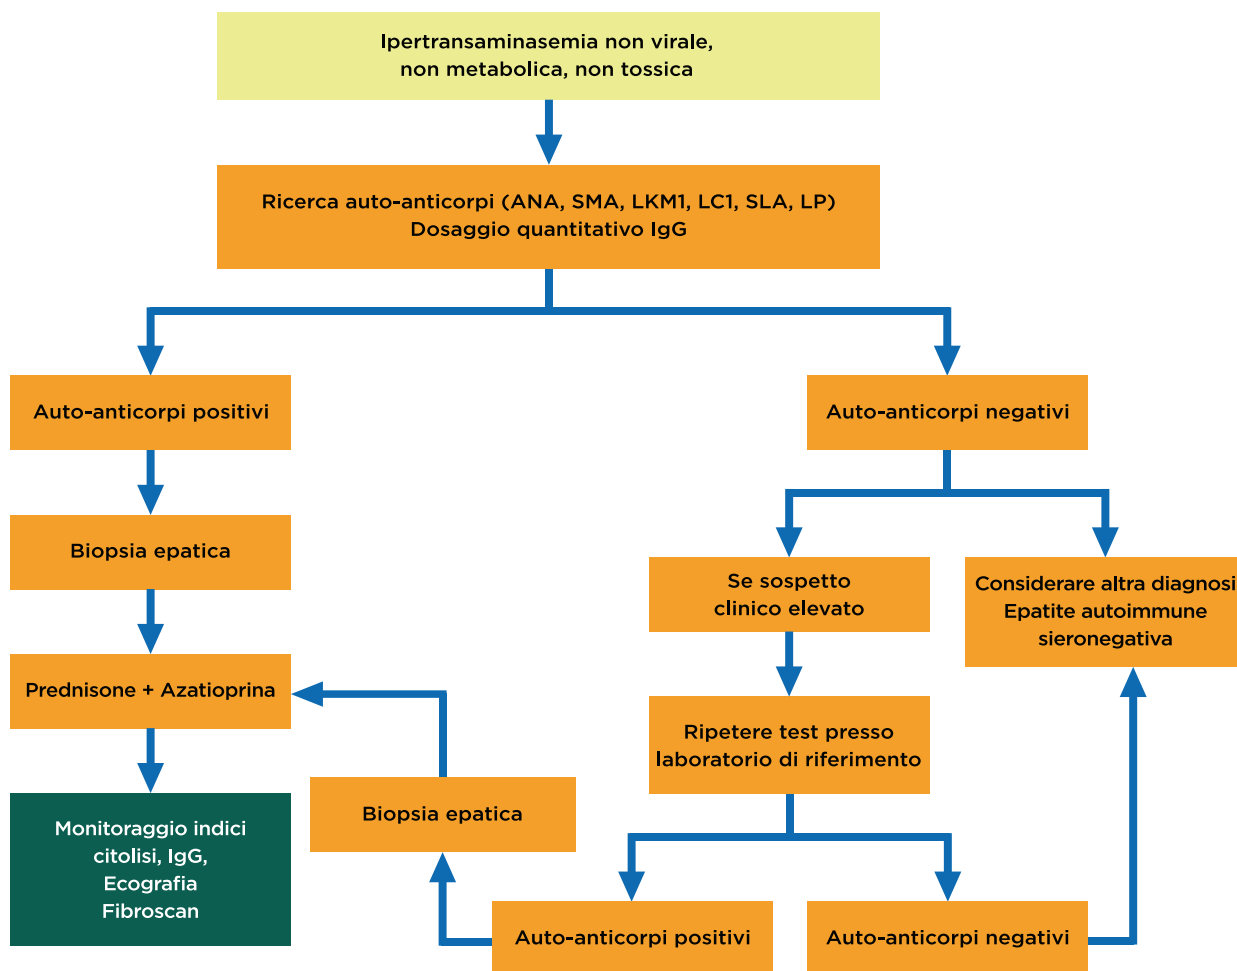 Ipertransaminasemia non virale,
non metabolica, non tossica
Ricerca auto-anticorpi (ANA, SMA, LKM1, LC1, SLA, LP)
Dosaggio quantitativo IgG
Auto-anticorpi positivi
Auto-anticorpi negativi
Biopsia epatica
Se sospetto
clinico elevato
Considerare altra diagnosi
Epatite autoimmune
sieronegativa
Prednisone + Azatioprina
Ripetere test presso
laboratorio di riferimento
Biopsia epatica
Monitoraggio indici
citolisi, IgG,
Ecografia
Fibroscan
Auto-anticorpi positivi
Auto-anticorpi negativi